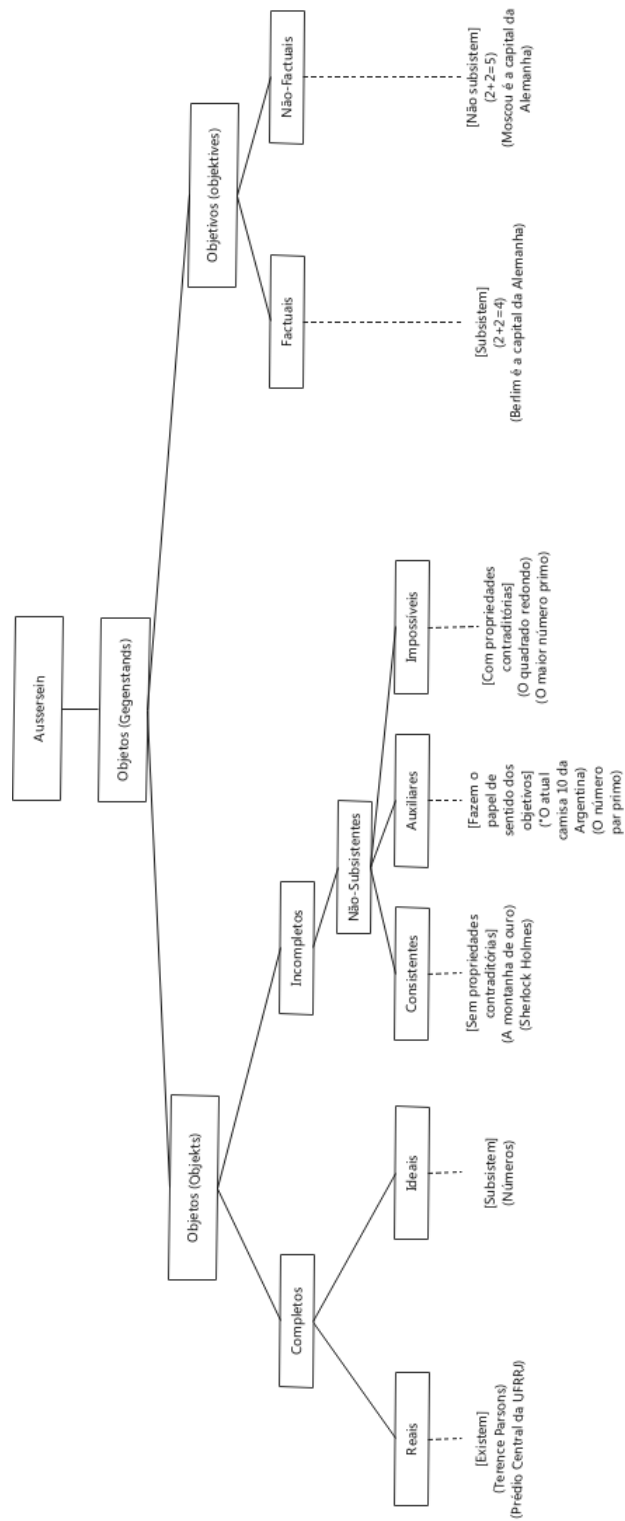 Aussersein
Objetos (Gegenstands)
Objetos (Objekts)
Objetivos (objektives)
Completos
Incompletos
Factuais
Não-Factuais
Não-Subsistentes
Reais
Ideais
Consistentes
Auxiliares
Impossíveis
[Existem]
(Terence Parsons)
(Prédio Central da UFRRJ)
[Subsistem]
(Números)
[Sem propriedades
contraditórias]
(A montanha de ouro)
(Sherlock Holmes)
[Fazem o
papel de
sentido dos
objetivos]
("O atual
camisa 10 da
Argentina)
(O número
par primo)
[Com propriedades
contraditórias]
(O quadrado redondo)
(O maior número primo)
[Subsistem]
(2+2=4)
(Berlim é a capital da Alemanha)
[Não subsistem]
(2+2=5)
(Moscou é a capital da
Alemanha)